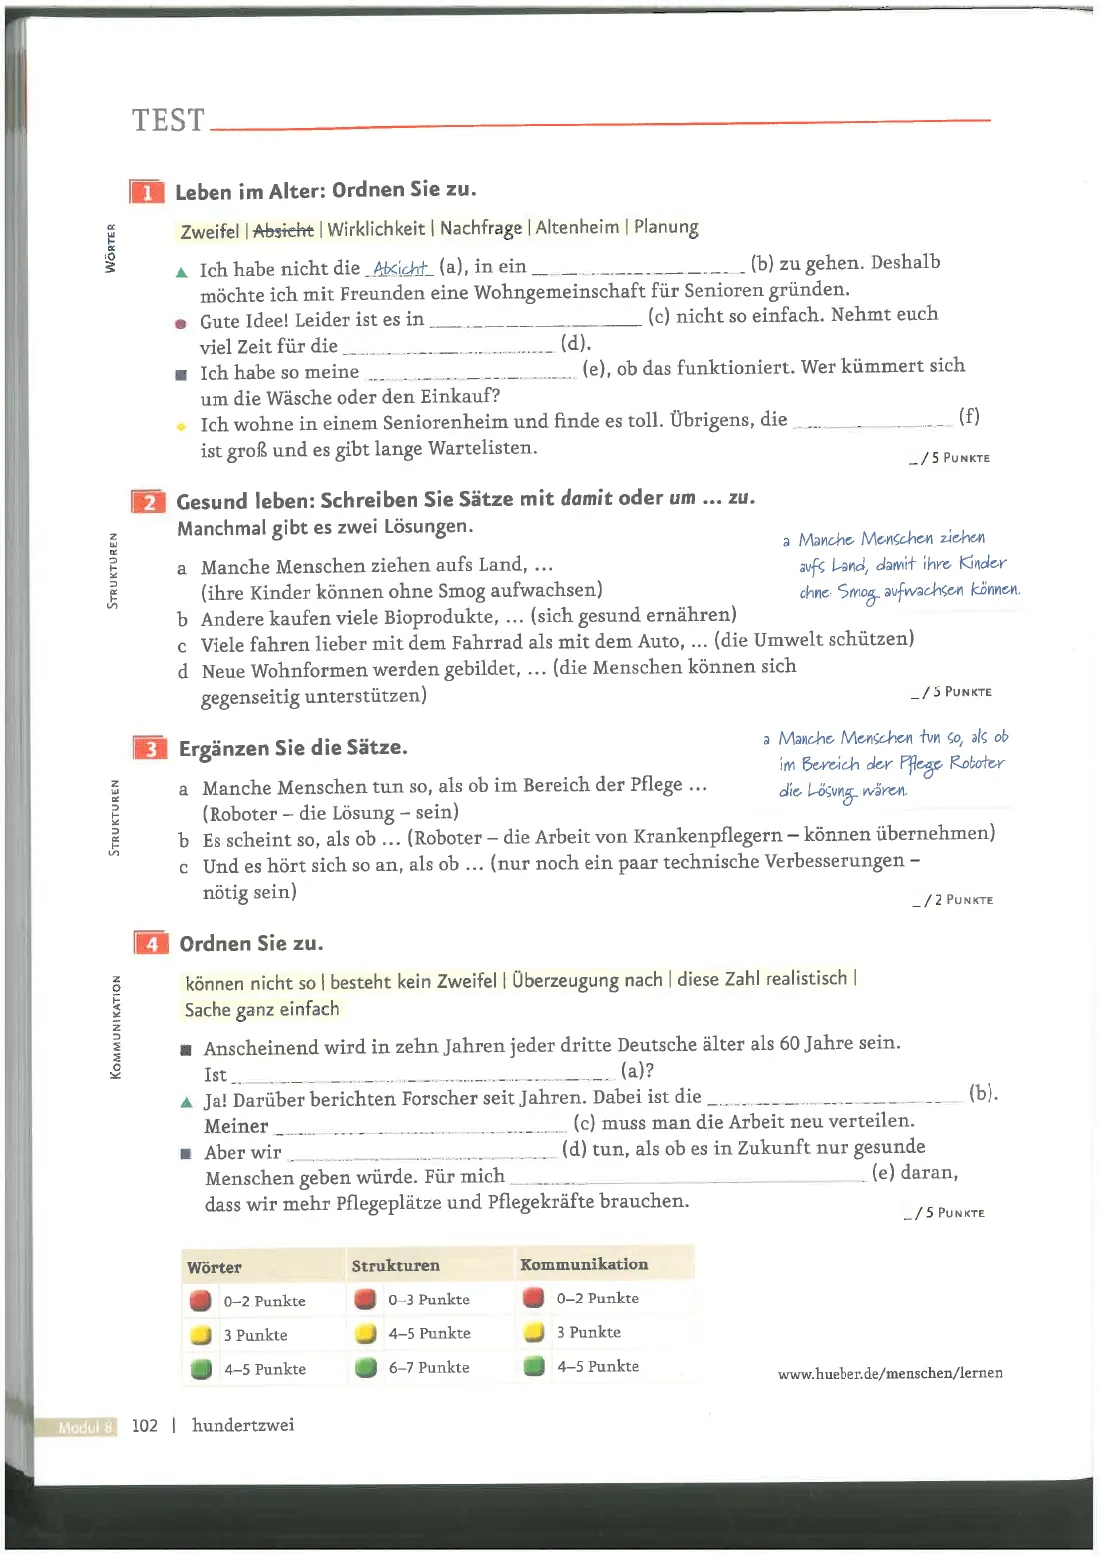 TEST
1 Leben im Alter: Ordnen Sie zu.
WÖRTER
Zweifel | Absicht | Wirklichkeit | Nachfrage | Altenheim | Planung
▲ Ich habe nicht die Absicht (a), in ein ____________ (b) zu gehen. Deshalb
möchte ich mit Freunden eine Wohngemeinschaft für Senioren gründen.
● Gute Idee! Leider ist es in ____________ (c) nicht so einfach. Nehmt euch
viel Zeit für die ____________ (d).
■ Ich habe so meine ____________ (e), ob das funktioniert. Wer kümmert sich
um die Wäsche oder den Einkauf?
◆ Ich wohne in einem Seniorenheim und finde es toll. Übrigens, die ____________ (f)
ist groß und es gibt lange Wartelisten.
_ / 5 PUNKTE
2 Gesund leben: Schreiben Sie Sätze mit damit oder um ... zu.
Manchmal gibt es zwei Lösungen.
STRUKTUREN
a Manche Menschen ziehen
aufs Land, damit ihre Kinder
ohne Smog aufwachsen können.
a Manche Menschen ziehen aufs Land, ...
(ihre Kinder können ohne Smog aufwachsen)
b Andere kaufen viele Bioprodukte, ... (sich gesund ernähren)
c Viele fahren lieber mit dem Fahrrad als mit dem Auto, ... (die Umwelt schützen)
d Neue Wohnformen werden gebildet, ... (die Menschen können sich
gegenseitig unterstützen)
_ / 5 PUNKTE
3 Ergänzen Sie die Sätze.
STRUKTUREN
a Manche Menschen tun so, als ob
im Bereich der Pflege Roboter
die Lösung wären.
a Manche Menschen tun so, als ob im Bereich der Pflege ...
(Roboter – die Lösung – sein)
b Es scheint so, als ob ... (Roboter – die Arbeit von Krankenpflegern – können übernehmen)
c Und es hört sich so an, als ob ... (nur noch ein paar technische Verbesserungen –
nötig sein)
_ / 2 PUNKTE
4 Ordnen Sie zu.
KOMMUNIKATION
können nicht so | besteht kein Zweifel | Überzeugung nach | diese Zahl realistisch |
Sache ganz einfach
■ Anscheinend wird in zehn Jahren jeder dritte Deutsche älter als 60 Jahre sein.
Ist ____________ (a)?
▲ Ja! Darüber berichten Forscher seit Jahren. Dabei ist die ____________ (b).
Meiner ____________ (c) muss man die Arbeit neu verteilen.
■ Aber wir ____________ (d) tun, als ob es in Zukunft nur gesunde
Menschen geben würde. Für mich ____________ (e) daran,
dass wir mehr Pflegeplätze und Pflegekräfte brauchen.
_ / 5 PUNKTE
Wörter Strukturen Kommunikation
0–2 Punkte 0–3 Punkte 0–2 Punkte
3 Punkte 4–5 Punkte 3 Punkte
4–5 Punkte 6–7 Punkte 4–5 Punkte
www.hueber.de/menschen/lernen
Modul 8 102 | hundertzwei